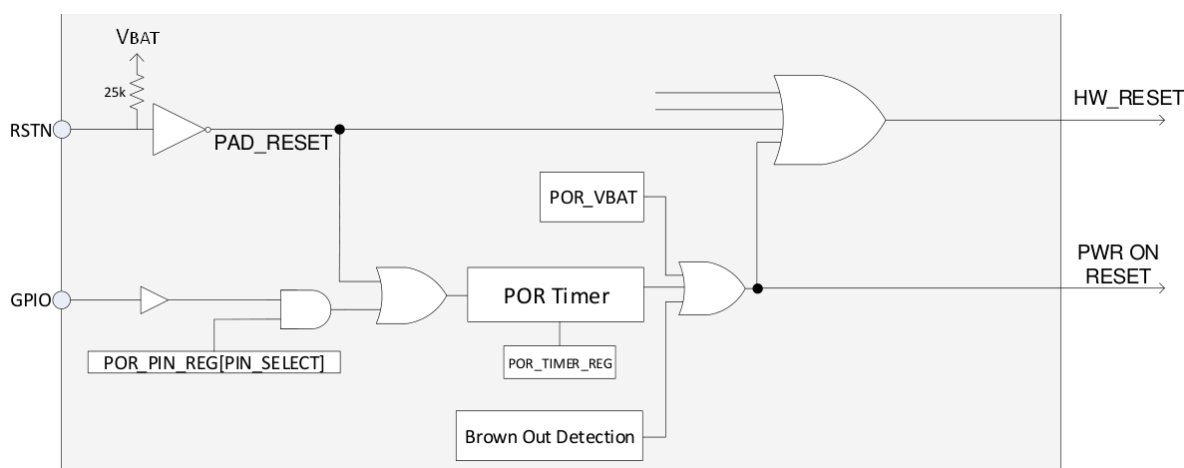 VBAT
25k
RSTN
PAD_RESET
HW_RESET
POR_VBAT
PWR ON
RESET
GPIO
POR Timer
POR_PIN_REG[PIN_SELECT]
POR_TIMER_REG
Brown Out Detection